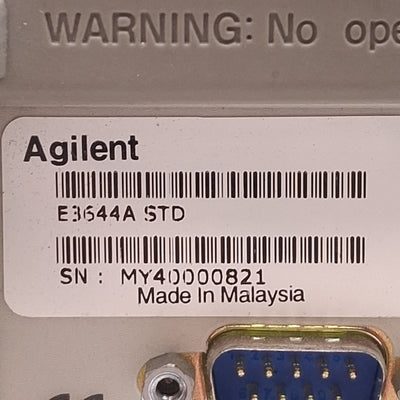 WARNING: No ope
Agilent
E3644A STD
SN : MY40000821
Made In Malaysia